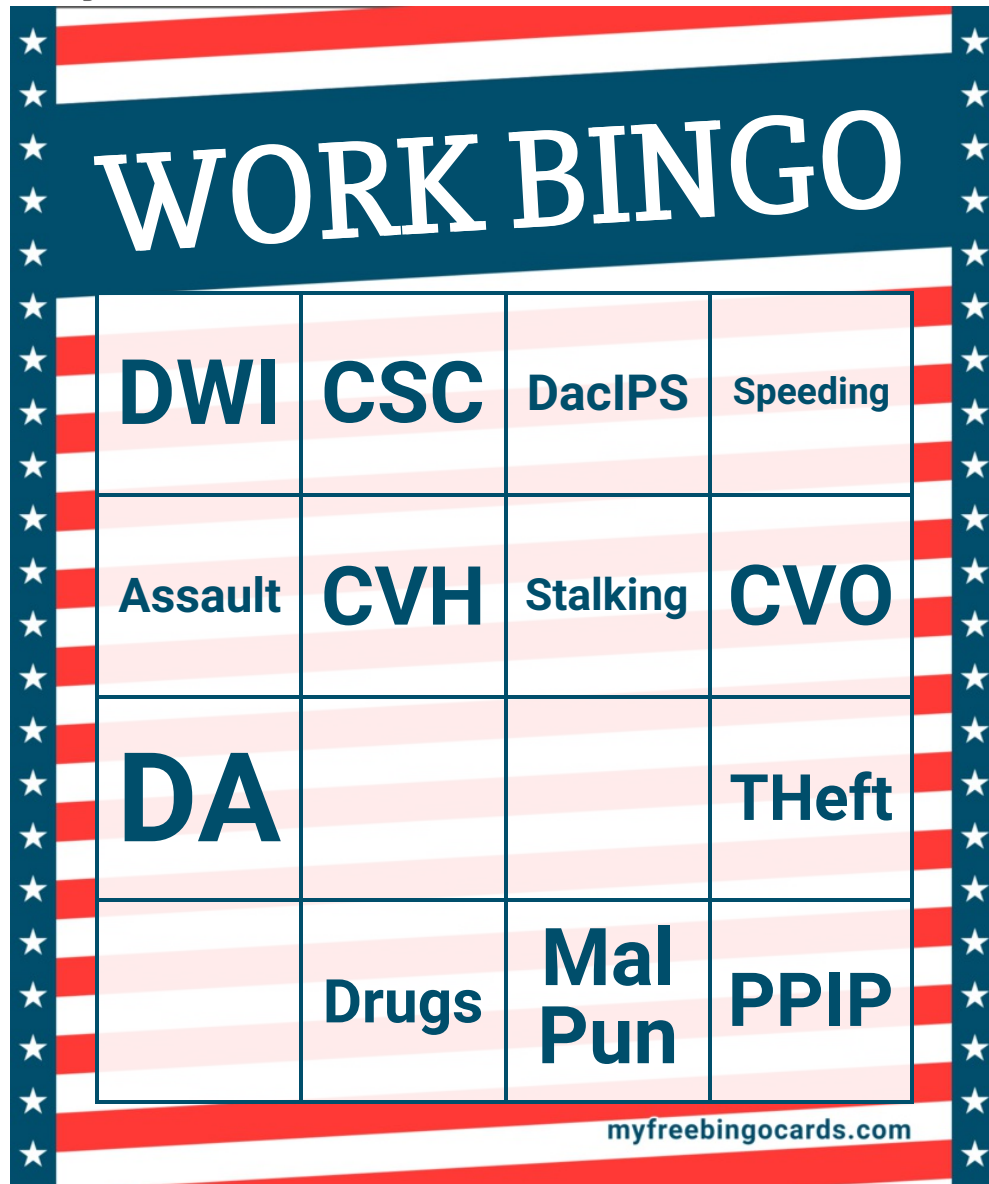 WORK BINGO
DWI
CSC
DacIPS
Speeding
Assault
CVH
Stalking
CVO
DA
THeft
Drugs
Mal
Pun
PPIP
myfreebingocards.com